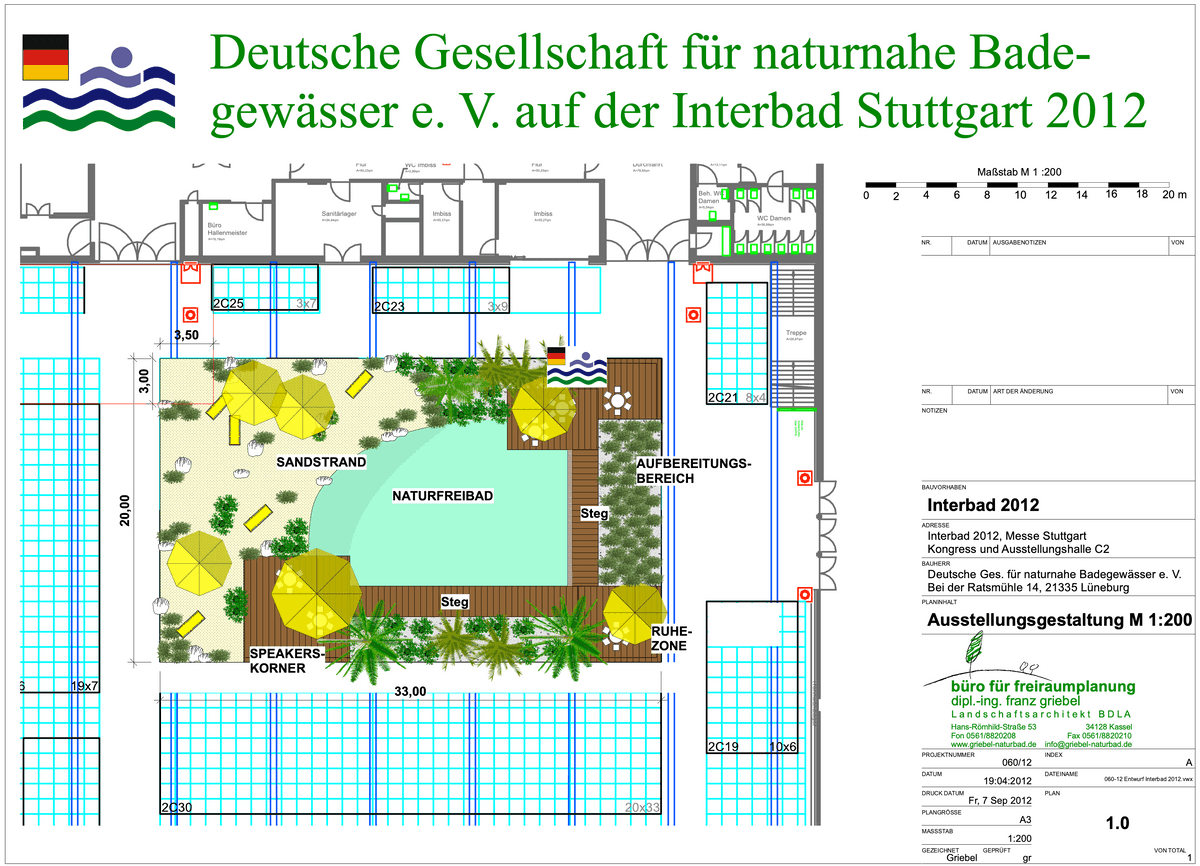 Deutsche Gesellschaft für naturnahe Bade-
gewässer e. V. auf der Interbad Stuttgart 2012
Maßstab M 1 :200
0 2 4 6 8 10 12 14 16 18 20 m
Flur
WC Imbiss
Flur
Durchfahrt
Büro
Hallenmeister
Sanitärlager
Imbiss
Imbiss
Beh. WC
Damen
WC Damen
Treppe
2C25 3x7
2C23 3x9
2C21 8x4
3,50
3,00
20,00
33,00
SANDSTRAND
NATURFREIBAD
AUFBEREITUNGS-
BEREICH
Steg
Steg
SPEAKERS-
KORNER
RUHE-
ZONE
6 19x7
2C19 10x6
2C30 20x33
NR. DATUM AUSGABENOTIZEN VON
NR. DATUM ART DER ÄNDERUNG VON
NOTIZEN
BAUVORHABEN
Interbad 2012
ADRESSE
Interbad 2012, Messe Stuttgart
Kongress und Ausstellungshalle C2
BAUHERR
Deutsche Ges. für naturnahe Badegewässer e. V.
Bei der Ratsmühle 14, 21335 Lüneburg
PLANINHALT
Ausstellungsgestaltung M 1:200
büro für freiraumplanung
dipl.-ing. franz griebel
Landschaftsarchitekt BDLA
Hans-Römhild-Straße 53 34128 Kassel
Fon 0561/8820208 Fax 0561/8820210
www.griebel-naturbad.de info@griebel-naturbad.de
PROJEKTNUMMER 060/12 INDEX A
DATUM 19:04:2012 DATEINAME 060-12 Entwurf Interbad 2012.vwx
DRUCK DATUM Fr, 7 Sep 2012 PLAN
PLANGRÖSSE A3 1.0
MASSSTAB 1:200
GEZEICHNET Griebel GEPRÜFT gr VON TOTAL 1